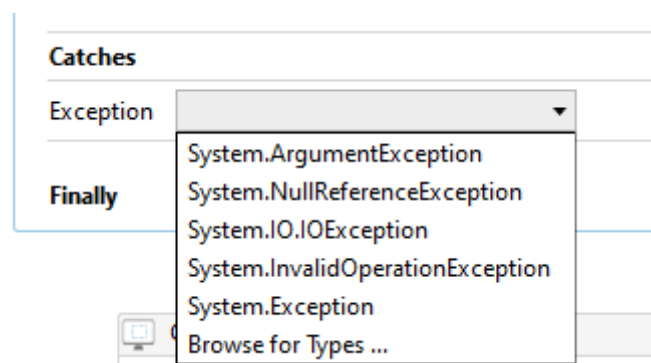 Catches
Exception
System.ArgumentException
System.NullReferenceException
Finally
System.IO.IOException
System.InvalidOperationException
System.Exception
Browse for Types ...